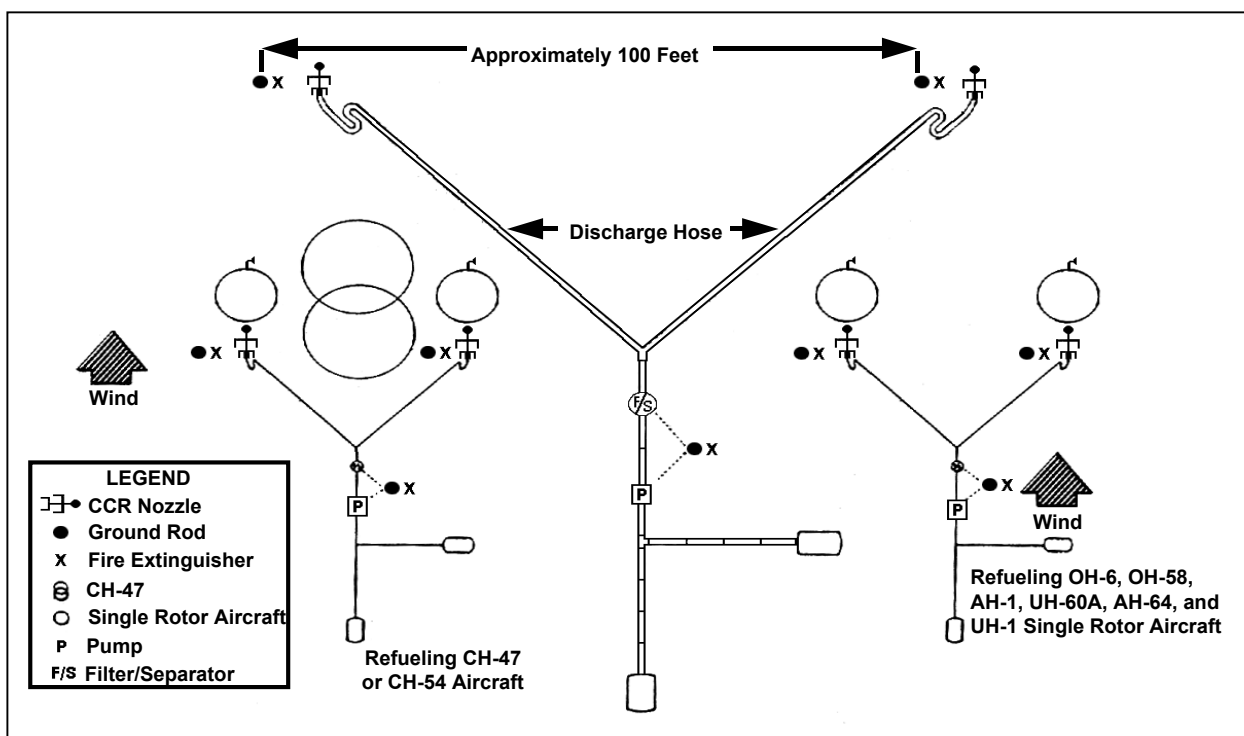 Approximately 100 Feet
X
X
Discharge Hose
X
X
X
X
Wind
F/S
X
LEGEND
CCR Nozzle
Ground Rod
X Fire Extinguisher
CH-47
Single Rotor Aircraft
P Pump
F/S Filter/Separator
X
P
P
X
P
Wind
Refueling CH-47
or CH-54 Aircraft
Refueling OH-6, OH-58,
AH-1, UH-60A, AH-64, and
UH-1 Single Rotor Aircraft